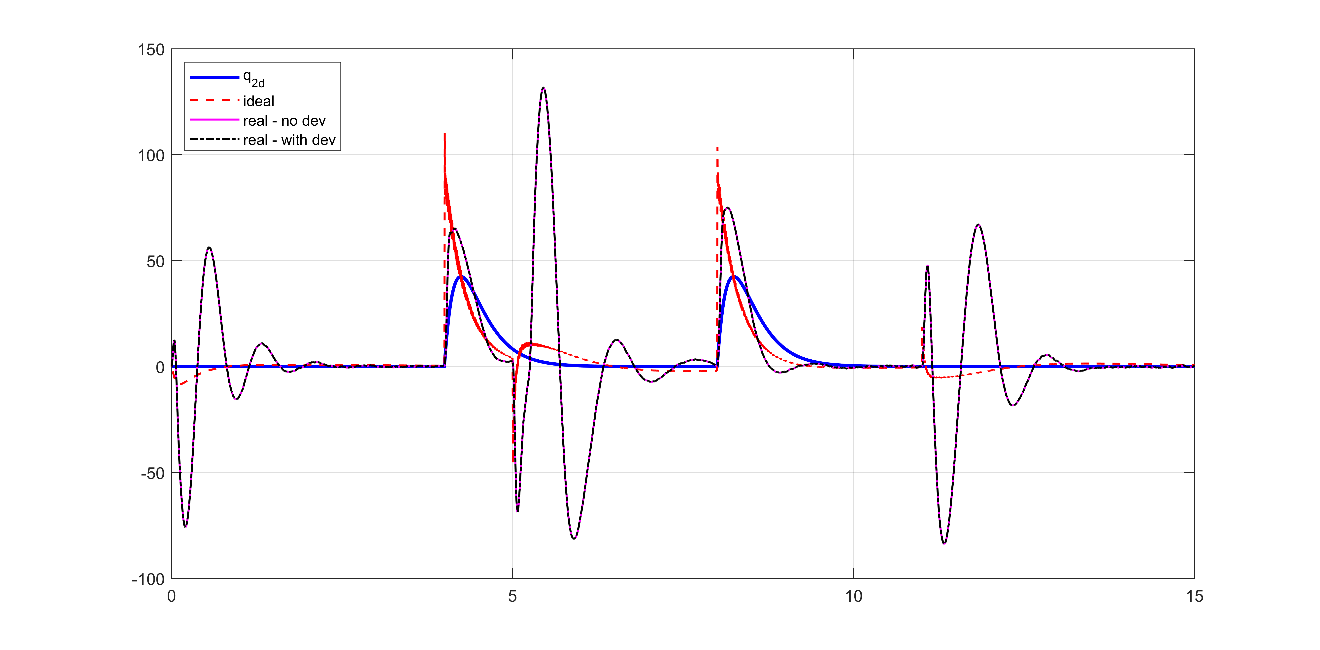 150
100
50
0
-50
-100
q2d
ideal
real - no dev
real - with dev
0
5
10
15